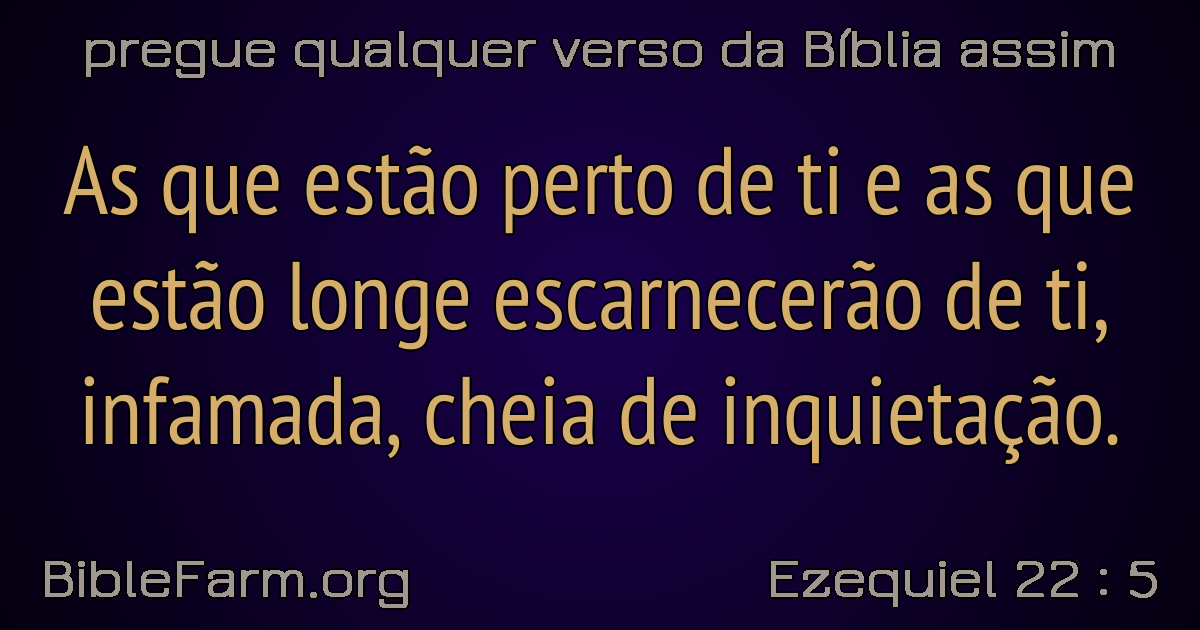 pregue qualquer verso da Bíblia assim
As que estão perto de ti e as que
estão longe escarnecerão de ti,
infamada, cheia de inquietação.
BibleFarm.org
Ezequiel 22 : 5